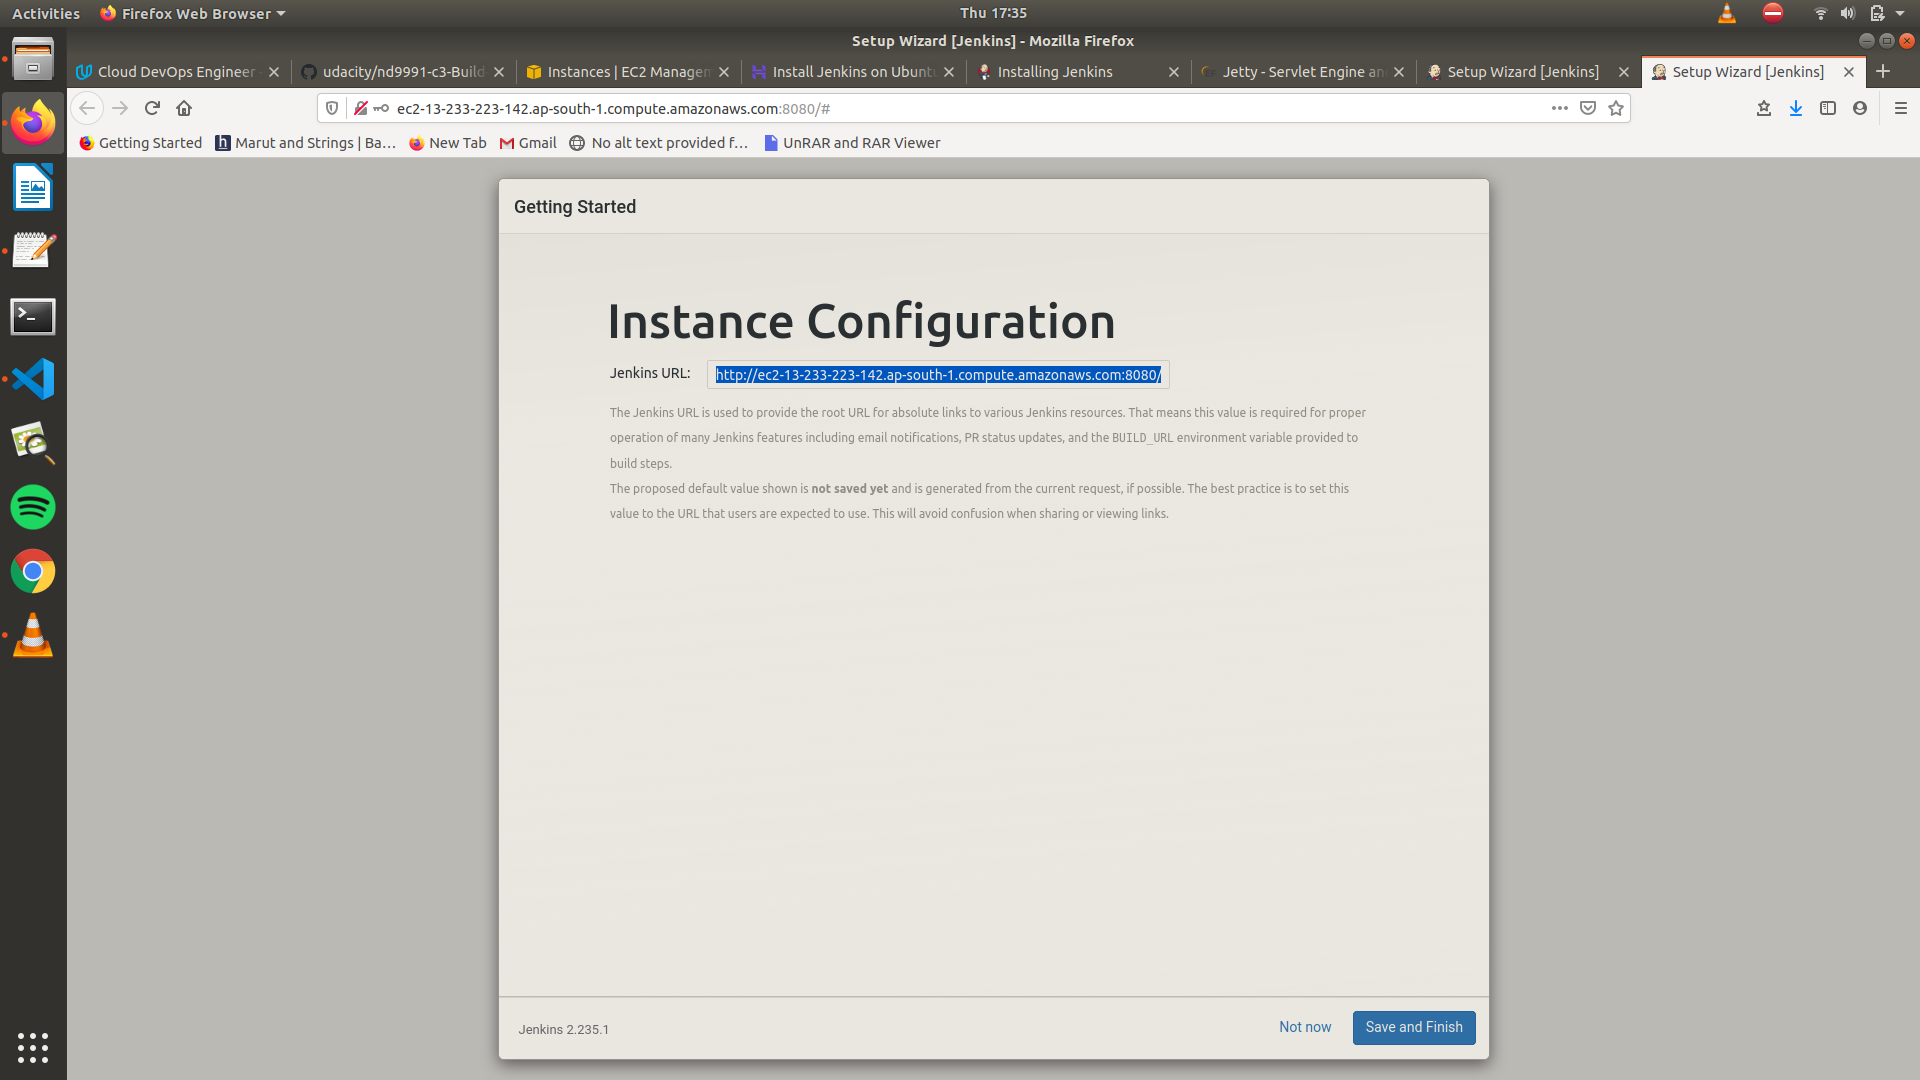 Activities Firefox Web Browser Thu 17:35
Setup Wizard [Jenkins] - Mozilla Firefox
Cloud DevOps Engineer udacity/nd9991-c3-Build Instances | EC2 Managem Install Jenkins on Ubunt Installing Jenkins Jetty - Servlet Engine an Setup Wizard [Jenkins] Setup Wizard [Jenkins]
ec2-13-233-223-142.ap-south-1.compute.amazonaws.com:8080/#
Getting Started Marut and Strings | Ba... New Tab Gmail No alt text provided f... UnRAR and RAR Viewer
Getting Started
Instance Configuration
Jenkins URL: http://ec2-13-233-223-142.ap-south-1.compute.amazonaws.com:8080/
The Jenkins URL is used to provide the root URL for absolute links to various Jenkins resources. That means this value is required for proper
operation of many Jenkins features including email notifications, PR status updates, and the BUILD_URL environment variable provided to
build steps.
The proposed default value shown is not saved yet and is generated from the current request, if possible. The best practice is to set this
value to the URL that users are expected to use. This will avoid confusion when sharing or viewing links.
Jenkins 2.235.1 Not now Save and Finish